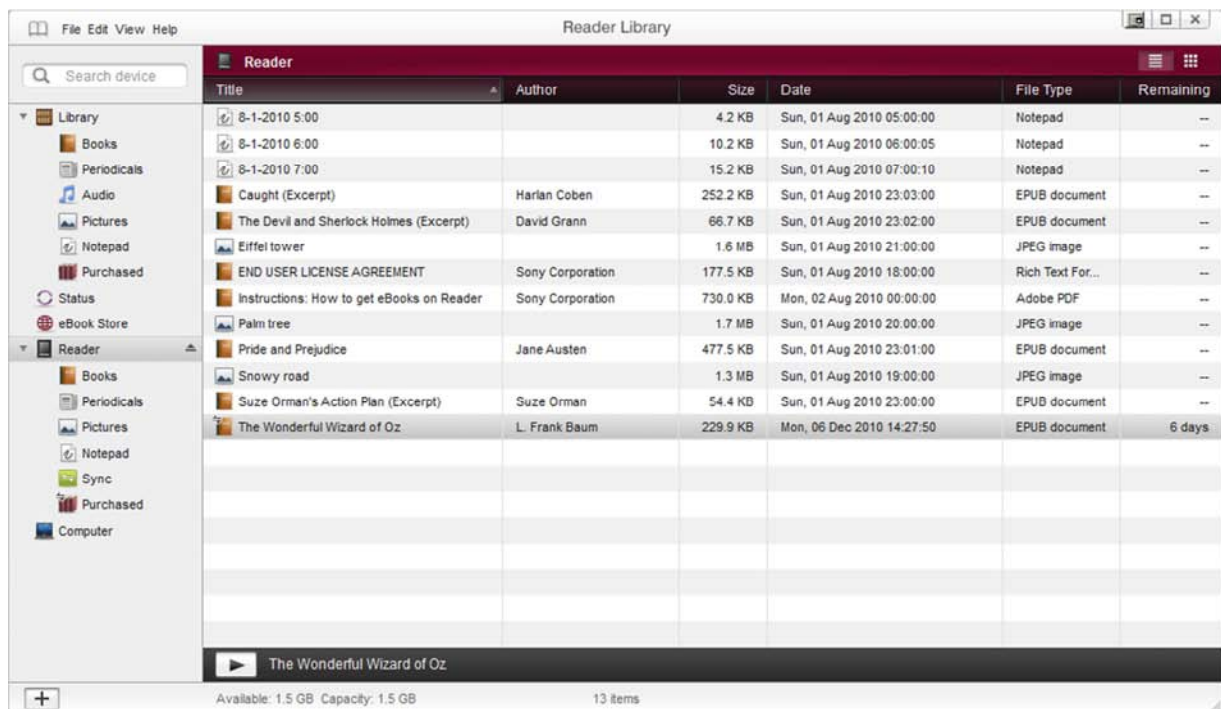 File Edit View Help
Reader Library
Search device
Library
Books
Periodicals
Audio
Pictures
Notepad
Purchased
Status
eBook Store
Reader
Books
Periodicals
Pictures
Notepad
Sync
Purchased
Computer
Reader
Title Author Size Date File Type Remaining
8-1-2010 5:00 4.2 KB Sun, 01 Aug 2010 05:00:00 Notepad --
8-1-2010 6:00 10.2 KB Sun, 01 Aug 2010 06:00:05 Notepad --
8-1-2010 7:00 15.2 KB Sun, 01 Aug 2010 07:00:10 Notepad --
Caught (Excerpt) Harlan Coben 252.2 KB Sun, 01 Aug 2010 23:03:00 EPUB document --
The Devil and Sherlock Holmes (Excerpt) David Grann 66.7 KB Sun, 01 Aug 2010 23:02:00 EPUB document --
Eiffel tower 1.6 MB Sun, 01 Aug 2010 21:00:00 JPEG image --
END USER LICENSE AGREEMENT Sony Corporation 177.5 KB Sun, 01 Aug 2010 18:00:00 Rich Text For... --
Instructions: How to get eBooks on Reader Sony Corporation 730.0 KB Mon, 02 Aug 2010 00:00:00 Adobe PDF --
Palm tree 1.7 MB Sun, 01 Aug 2010 20:00:00 JPEG image --
Pride and Prejudice Jane Austen 477.5 KB Sun, 01 Aug 2010 23:01:00 EPUB document --
Snowy road 1.3 MB Sun, 01 Aug 2010 19:00:00 JPEG image --
Suze Orman's Action Plan (Excerpt) Suze Orman 54.4 KB Sun, 01 Aug 2010 23:00:00 EPUB document --
The Wonderful Wizard of Oz L. Frank Baum 229.9 KB Mon, 06 Dec 2010 14:27:50 EPUB document 6 days
The Wonderful Wizard of Oz
Available: 1.5 GB Capacity: 1.5 GB 13 items